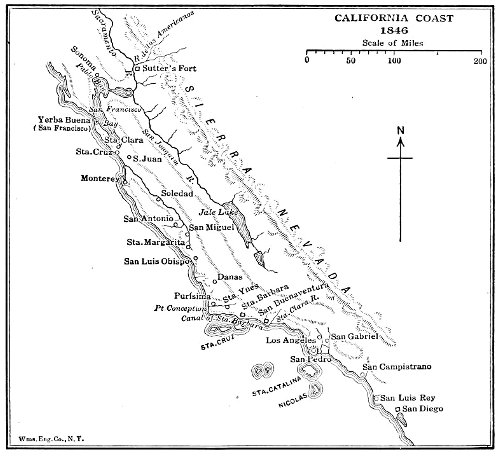 CALIFORNIA COAST
1846
Scale of Miles
0 50 100 200
N
Sacramento
R. de los Americanos
Sonoma
Pablo
Sutter's Fort
SIERRA NEVADA
San Francisco
Bay
Yerba Buena
(San Francisco)
Sta. Clara
San Joaquin R.
Sta. Cruz
S. Juan
Monterey
Soledad
San Antonio
Jale Lake
San Miguel
Sta. Margarita
San Luis Obispo
Danas
Purisima
Sta. Ynes
Sta. Barbara
San Buenaventura
Pt Conception
Canal of Sta. Barbara
Sta. Clara R.
STA. CRUZ
Los Angeles
San Gabriel
San Pedro
San Campistrano
STA. CATALINA
NICOLAS
San Luis Rey
San Diego
Wms. Eng. Co., N. Y.